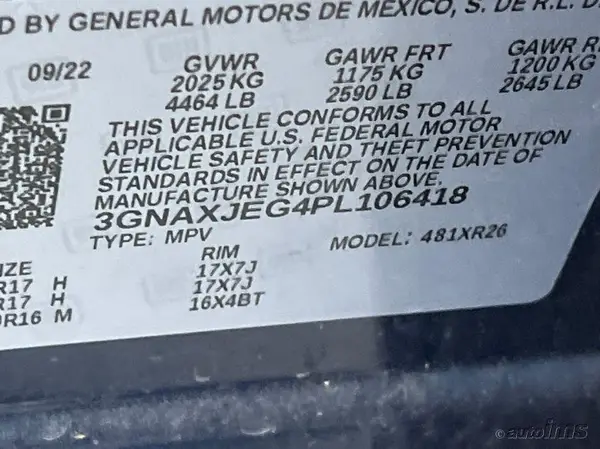 D BY GENERAL MOTORS DE MEXICO, S. DE R.L. D
09/22 GVWR GAWR FRT GAWR R
2025 KG 1175 KG 1200 KG
4464 LB 2590 LB 2645 LB
THIS VEHICLE CONFORMS TO ALL
APPLICABLE U.S. FEDERAL MOTOR
VEHICLE SAFETY AND THEFT PREVENTION
STANDARDS IN EFFECT ON THE DATE OF
MANUFACTURE SHOWN ABOVE.
3GNAXJEG4PL106418
TYPE: MPV MODEL: 481XR26
IZE RIM
R17 H 17X7J
R17 H 17X7J
R16 M 16X4BT
© autoims